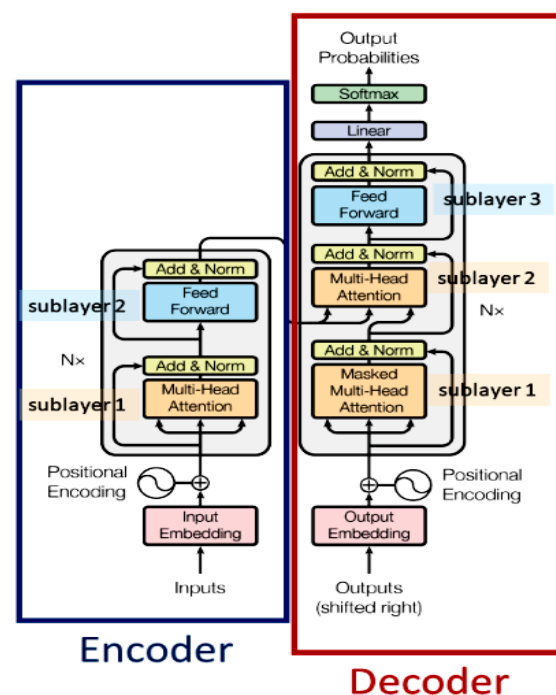 Output
Probabilities
Softmax
Linear
Add & Norm
Feed
Forward
sublayer 3
Add & Norm
Multi-Head
Attention
sublayer 2
N×
Add & Norm
Masked
Multi-Head
Attention
sublayer 1
Positional
Encoding
Output
Embedding
Outputs
(shifted right)
Decoder
Add & Norm
Feed
Forward
sublayer 2
N×
Add & Norm
Multi-Head
Attention
sublayer 1
Positional
Encoding
Input
Embedding
Inputs
Encoder